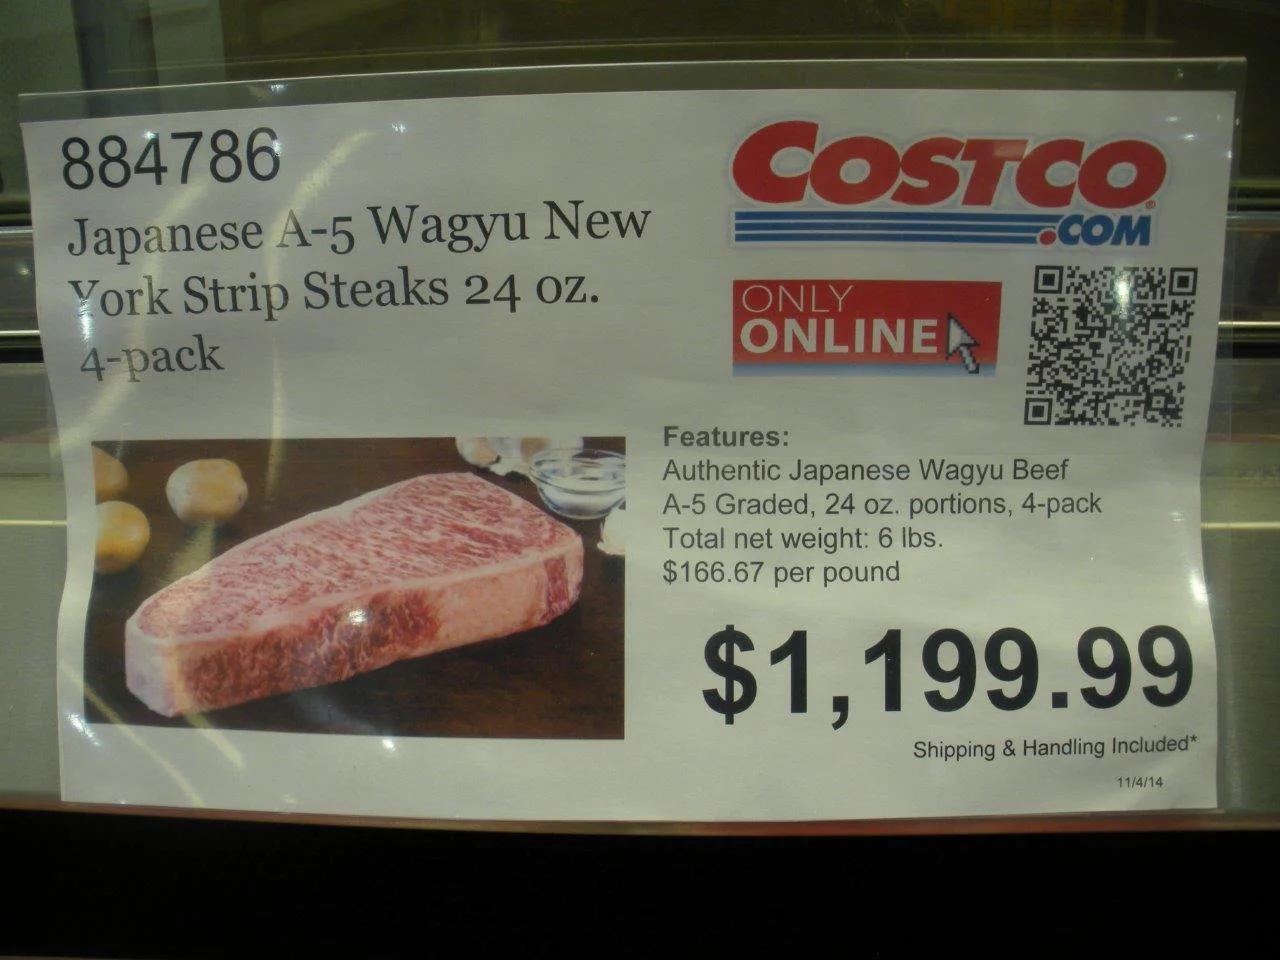 884786
Japanese A-5 Wagyu New
York Strip Steaks 24 oz.
4-pack
COSTCO
.COM
ONLY
ONLINE
Features:
Authentic Japanese Wagyu Beef
A-5 Graded, 24 oz. portions, 4-pack
Total net weight: 6 lbs.
$166.67 per pound
$1,199.99
Shipping & Handling Included*
11/4/14